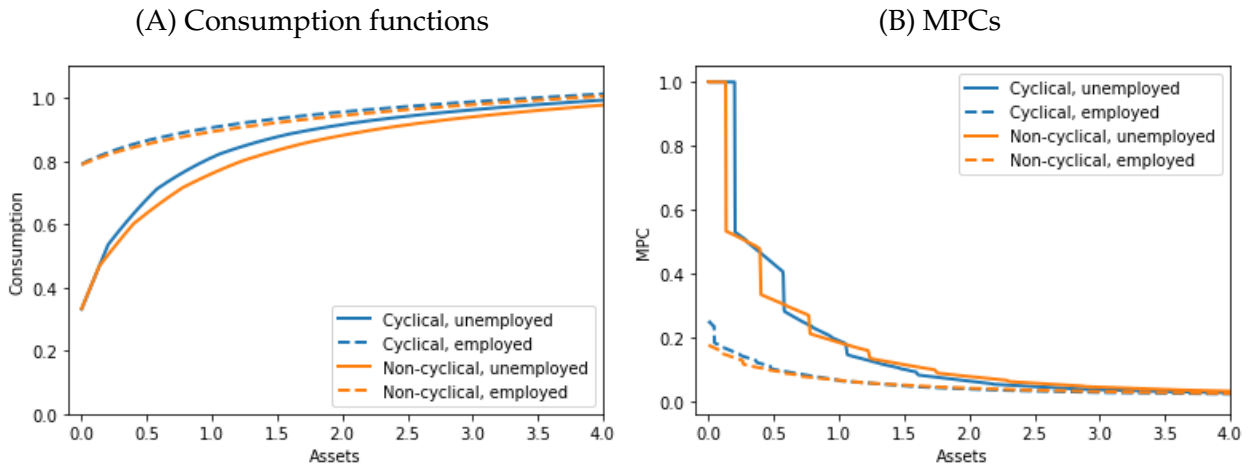 (A) Consumption functions
1.0
0.8
0.6
0.4
0.2
0.0
Consumption
0.0 0.5 1.0 1.5 2.0 2.5 3.0 3.5 4.0
Assets
Cyclical, unemployed
Cyclical, employed
Non-cyclical, unemployed
Non-cyclical, employed
(B) MPCs
1.0
0.8
0.6
0.4
0.2
0.0
MPC
0.0 0.5 1.0 1.5 2.0 2.5 3.0 3.5 4.0
Assets
Cyclical, unemployed
Cyclical, employed
Non-cyclical, unemployed
Non-cyclical, employed